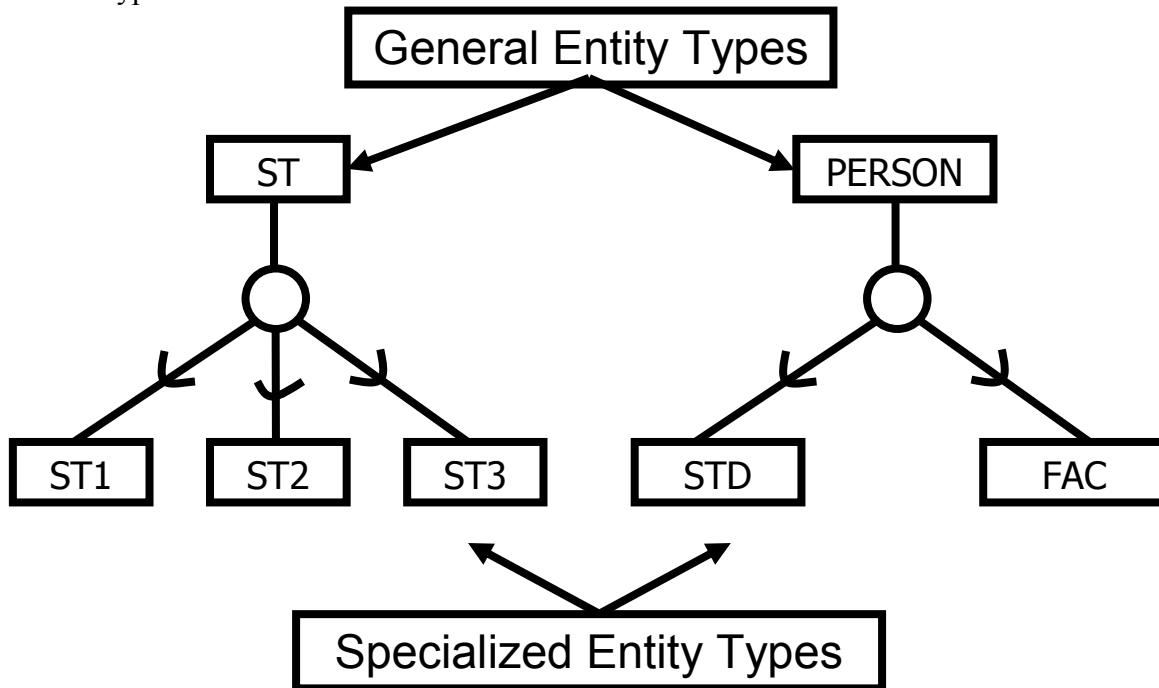 General Entity Types
ST
PERSON
ST1
ST2
ST3
STD
FAC
Specialized Entity Types